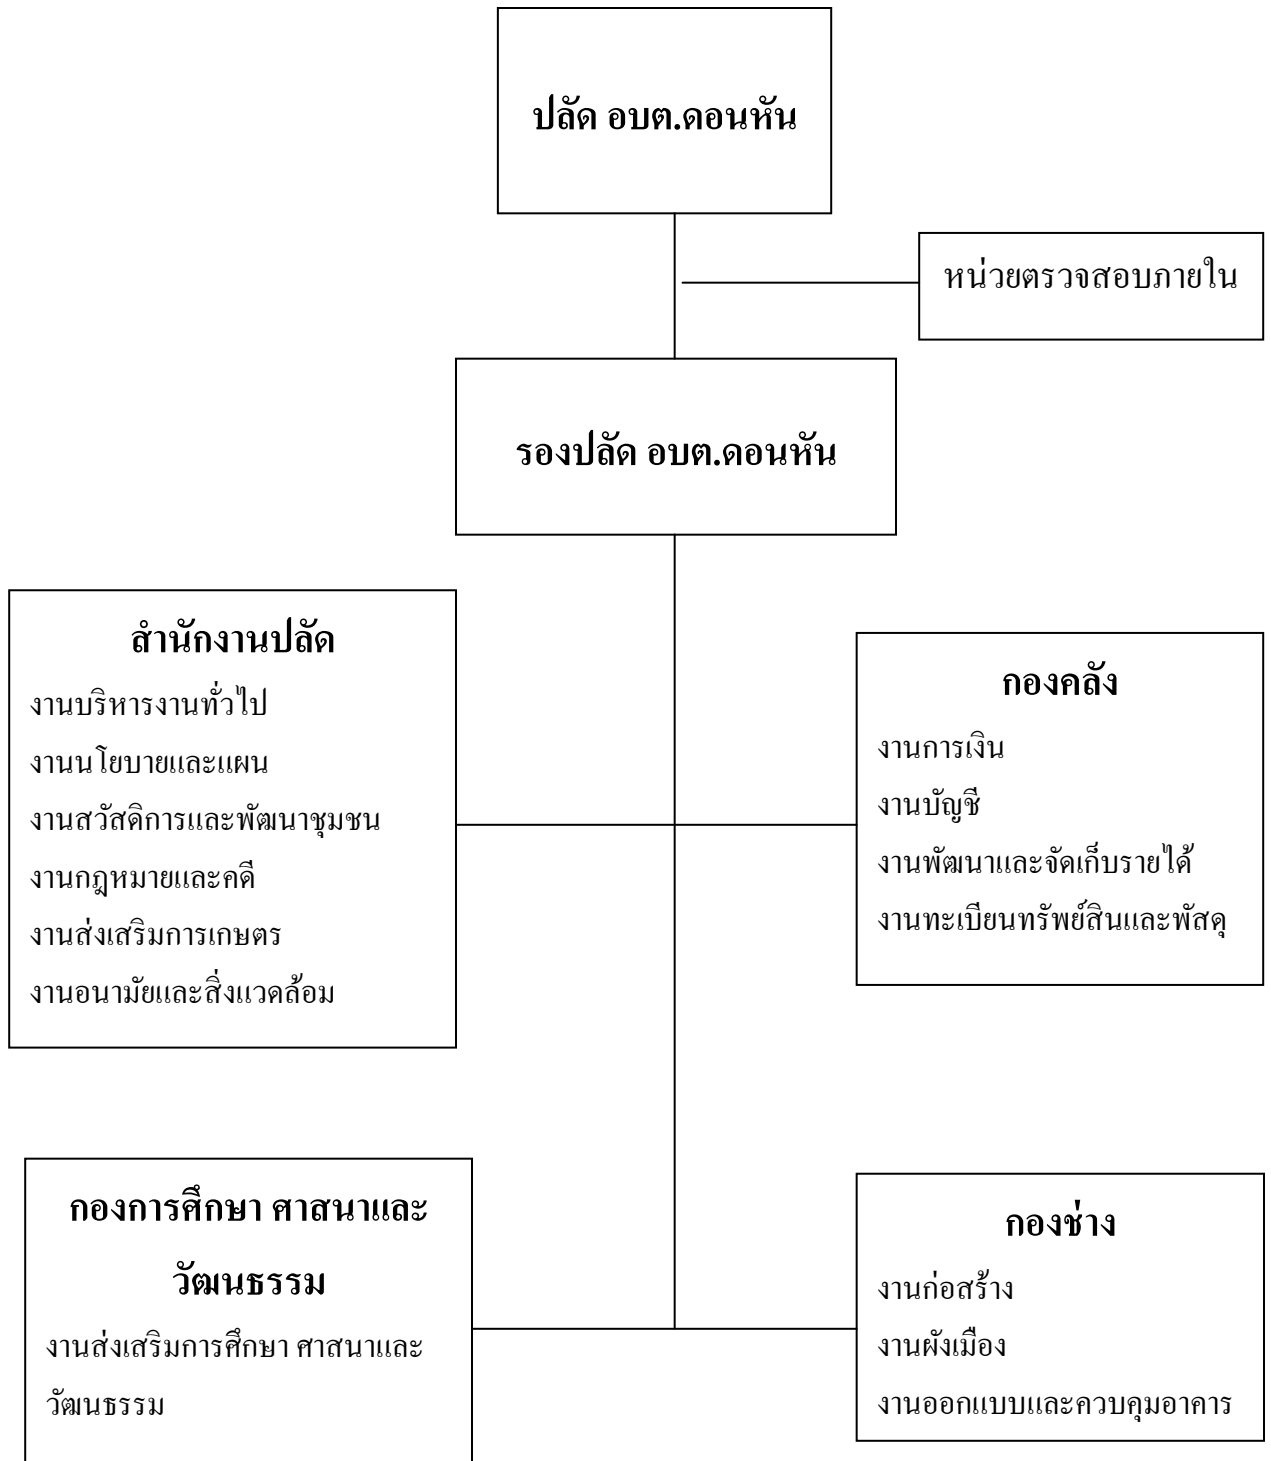 ปลัด อบต.ดอนหัน
หน่วยตรวจสอบภายใน
รองปลัด อบต.ดอนหัน
สำนักงานปลัด
งานบริหารงานทั่วไป
งานนโยบายและแผน
งานสวัสดิการและพัฒนาชุมชน
งานกฎหมายและคดี
งานส่งเสริมการเกษตร
งานอนามัยและสิ่งแวดล้อม
กองคลัง
งานการเงิน
งานบัญชี
งานพัฒนาและจัดเก็บรายได้
งานทะเบียนทรัพย์สินและพัสดุ
กองการศึกษา ศาสนาและ
วัฒนธรรม
งานส่งเสริมการศึกษา ศาสนาและ
วัฒนธรรม
กองช่าง
งานก่อสร้าง
งานผังเมือง
งานออกแบบและควบคุมอาคาร